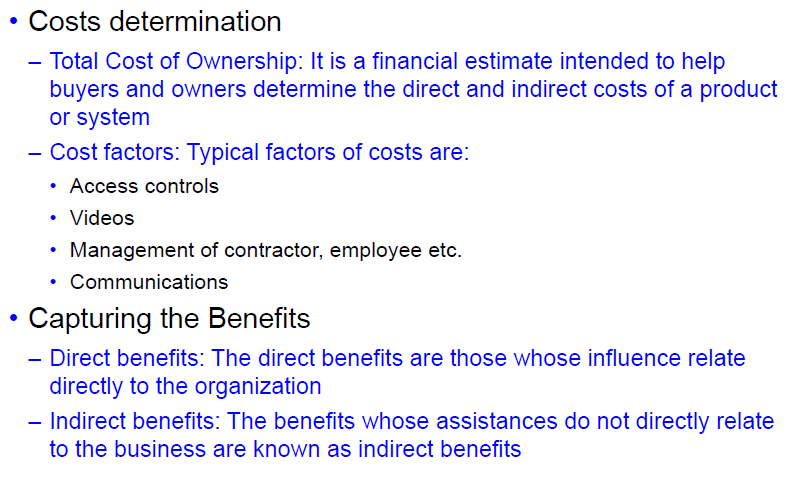 • Costs determination
– Total Cost of Ownership: It is a financial estimate intended to help
buyers and owners determine the direct and indirect costs of a product
or system
– Cost factors: Typical factors of costs are:
• Access controls
• Videos
• Management of contractor, employee etc.
• Communications
• Capturing the Benefits
– Direct benefits: The direct benefits are those whose influence relate
directly to the organization
– Indirect benefits: The benefits whose assistances do not directly relate
to the business are known as indirect benefits